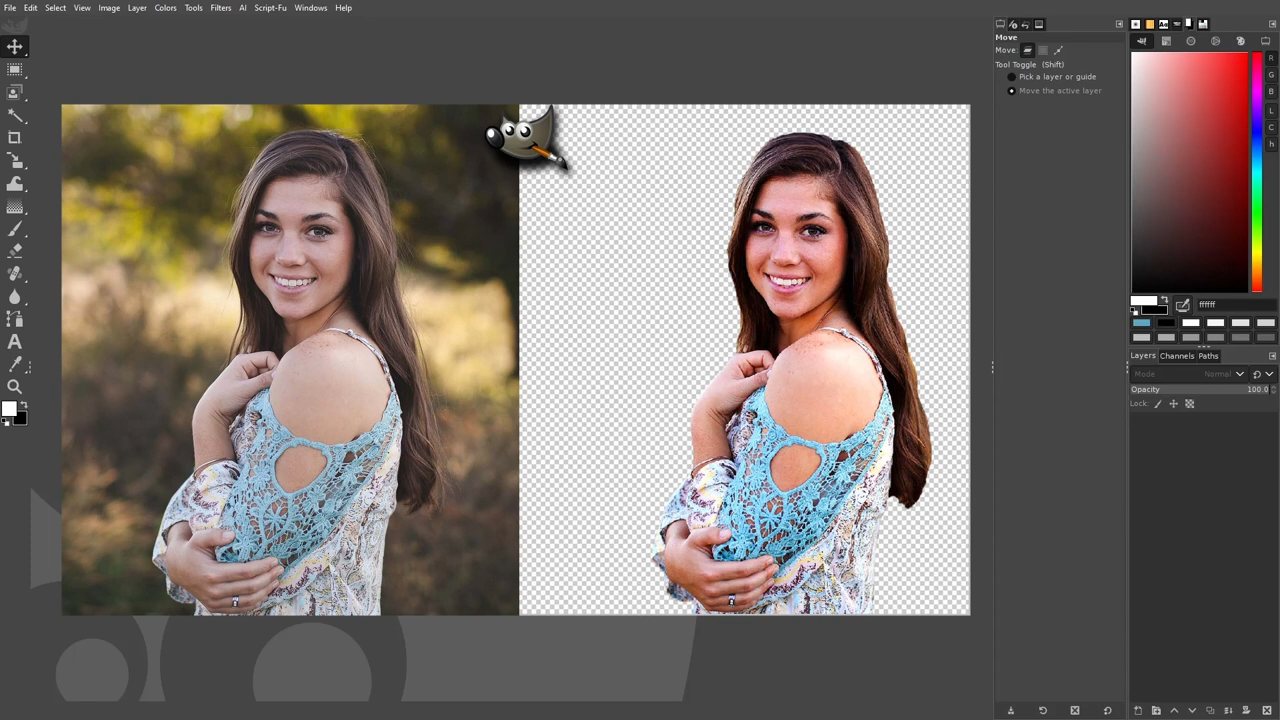 File Edit Select View Image Layer Colors Tools Filters AI Script-Fu Windows Help
Move
Move:
Tool Toggle (Shift)
Pick a layer or guide
Move the active layer
R
G
B
L
C
h
ffffff
Layers Channels Paths
Mode Normal
Opacity 100.0
Lock: